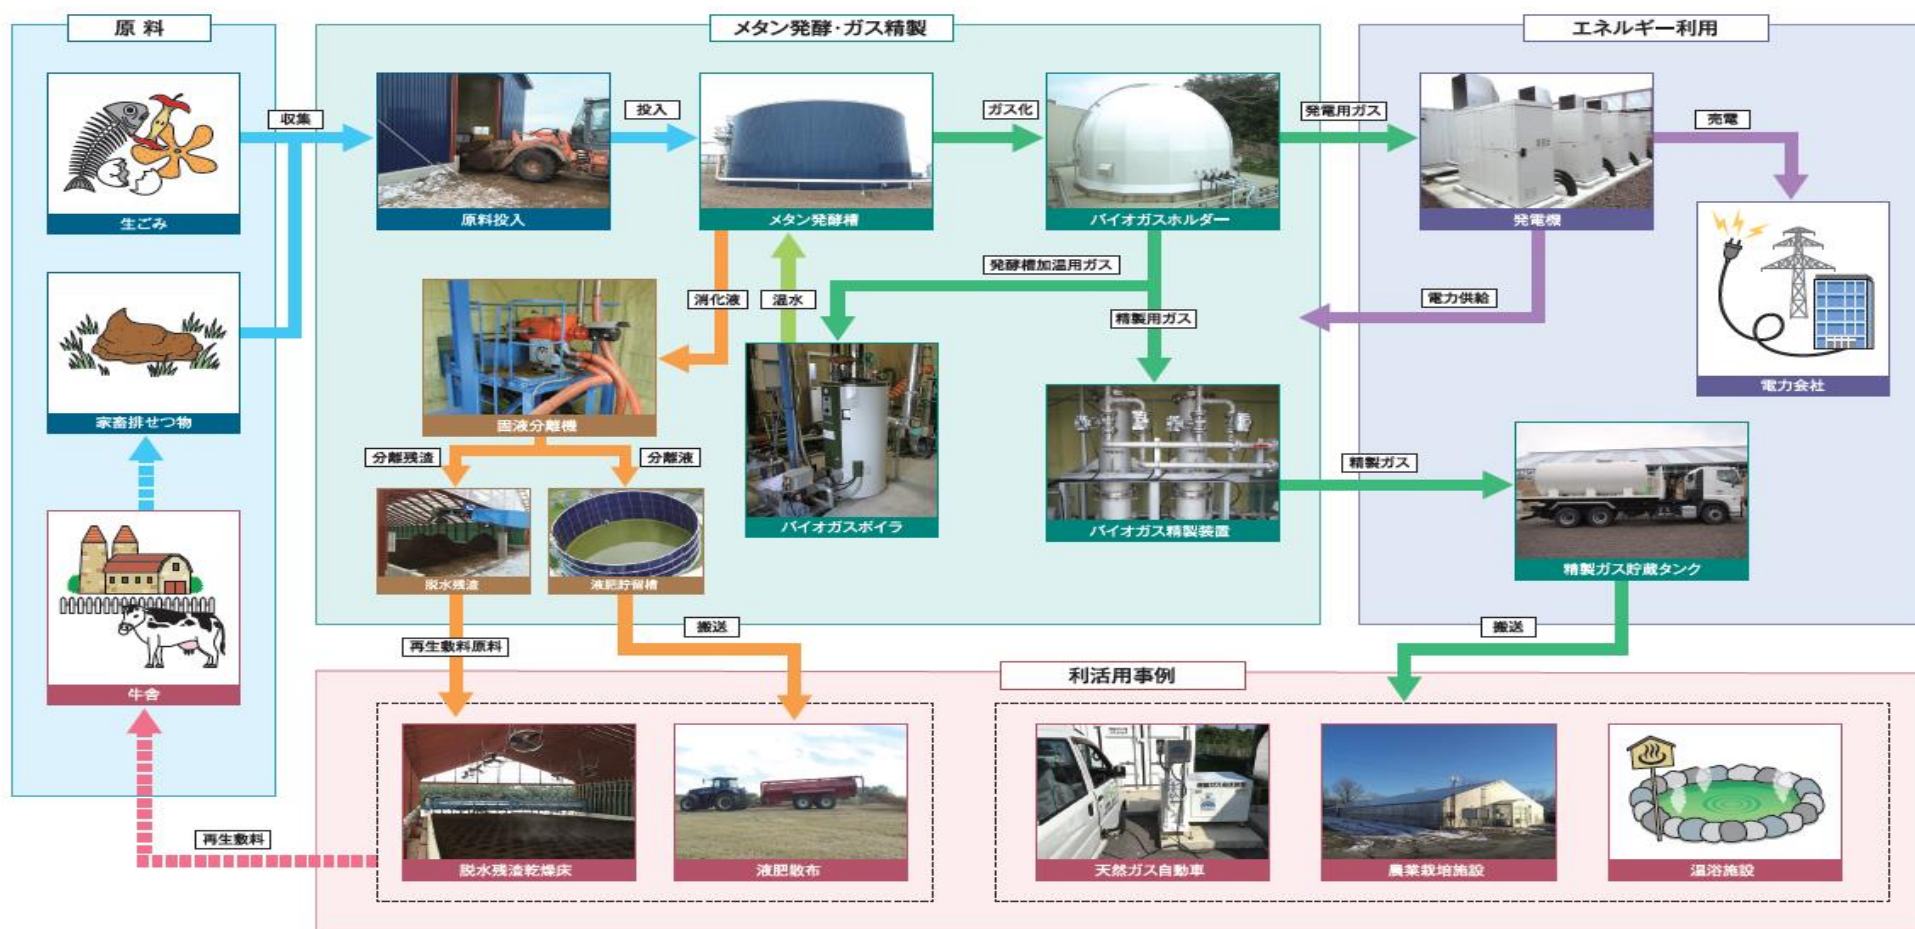 原料
メタン発酵・ガス精製
エネルギー利用
生ごみ
収集
原料投入
投入
メタン発酵槽
ガス化
バイオガスホルダー
発電用ガス
発電機
売電
電力会社
家畜排せつ物
消化液
温水
発酵槽加温用ガス
精製用ガス
電力供給
固液分離機
分離残渣
分離液
バイオガスボイラ
バイオガス精製装置
精製ガス
精製ガス貯蔵タンク
牛舎
脱水残渣
液肥貯留槽
再生敷料原料
搬送
搬送
利活用事例
再生敷料
脱水残渣乾燥床
液肥散布
天然ガス自動車
農業栽培施設
温浴施設